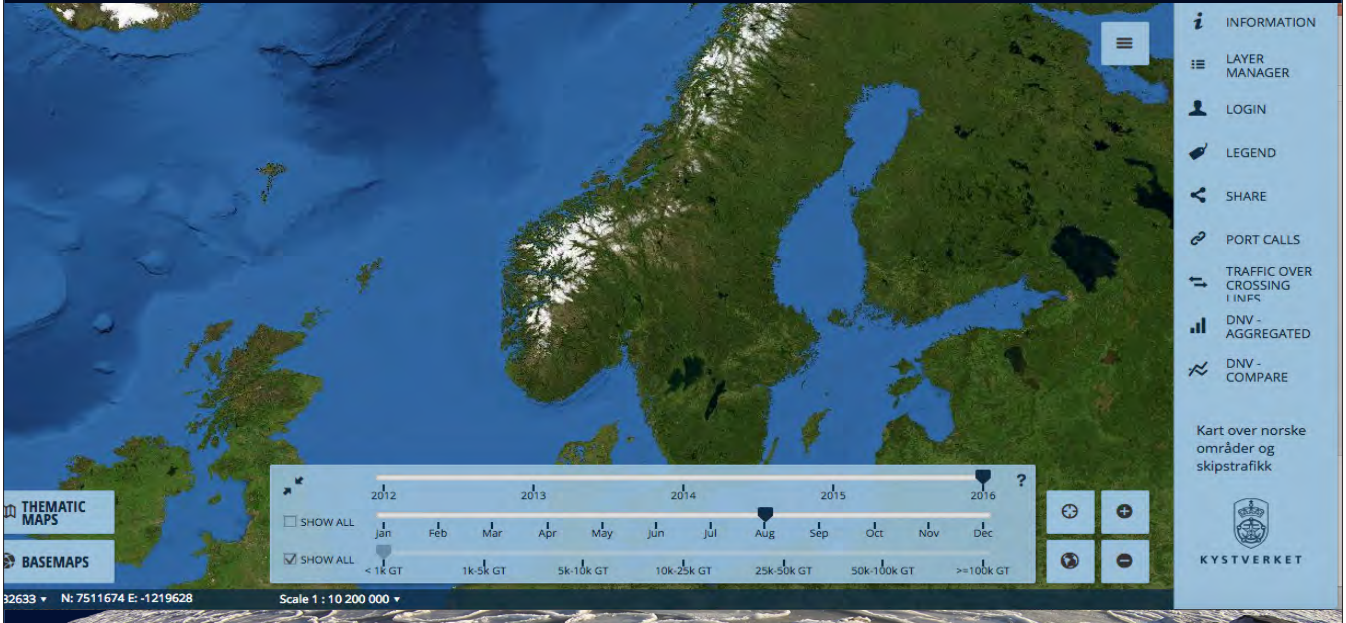 INFORMATION
LAYER
MANAGER
LOGIN
LEGEND
SHARE
PORT CALLS
TRAFFIC OVER
CROSSING
LINES
DNV -
AGGREGATED
DNV -
COMPARE
Kart over norske
områder og
skipstrafikk
KYSTVERKET
THEMATIC
MAPS
BASEMAPS
?
2012 2013 2014 2015 2016
SHOW ALL
Jan Feb Mar Apr May Jun Jul Aug Sep Oct Nov Dec
SHOW ALL
< 1k GT 1k-5k GT 5k-10k GT 10k-25k GT 25k-50k GT 50k-100k GT >=100k GT
32633 N: 7511674 E: -1219628 Scale 1 : 10 200 000